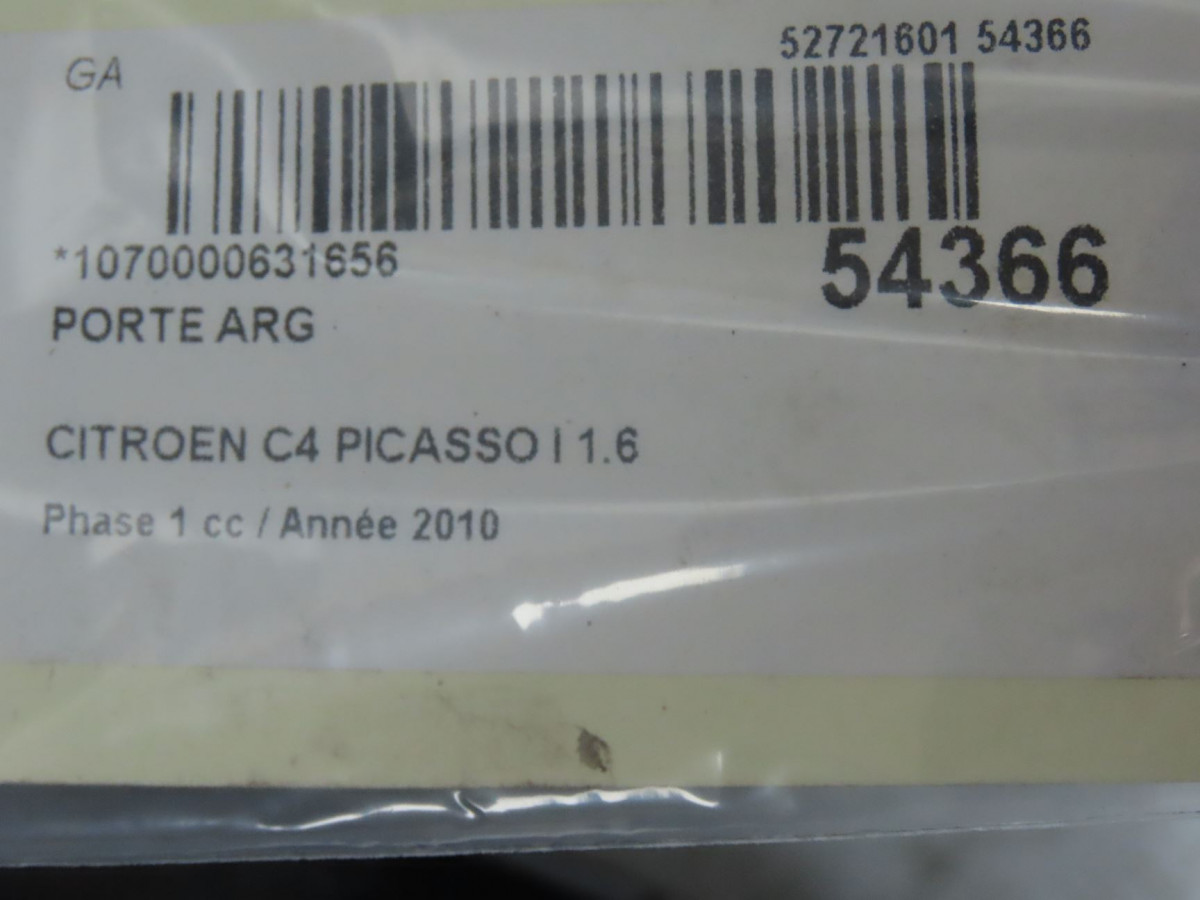 GA
52721601 54366
*1070000631656
54366
PORTE ARG
CITROEN C4 PICASSO I 1.6
Phase 1 cc / Année 2010